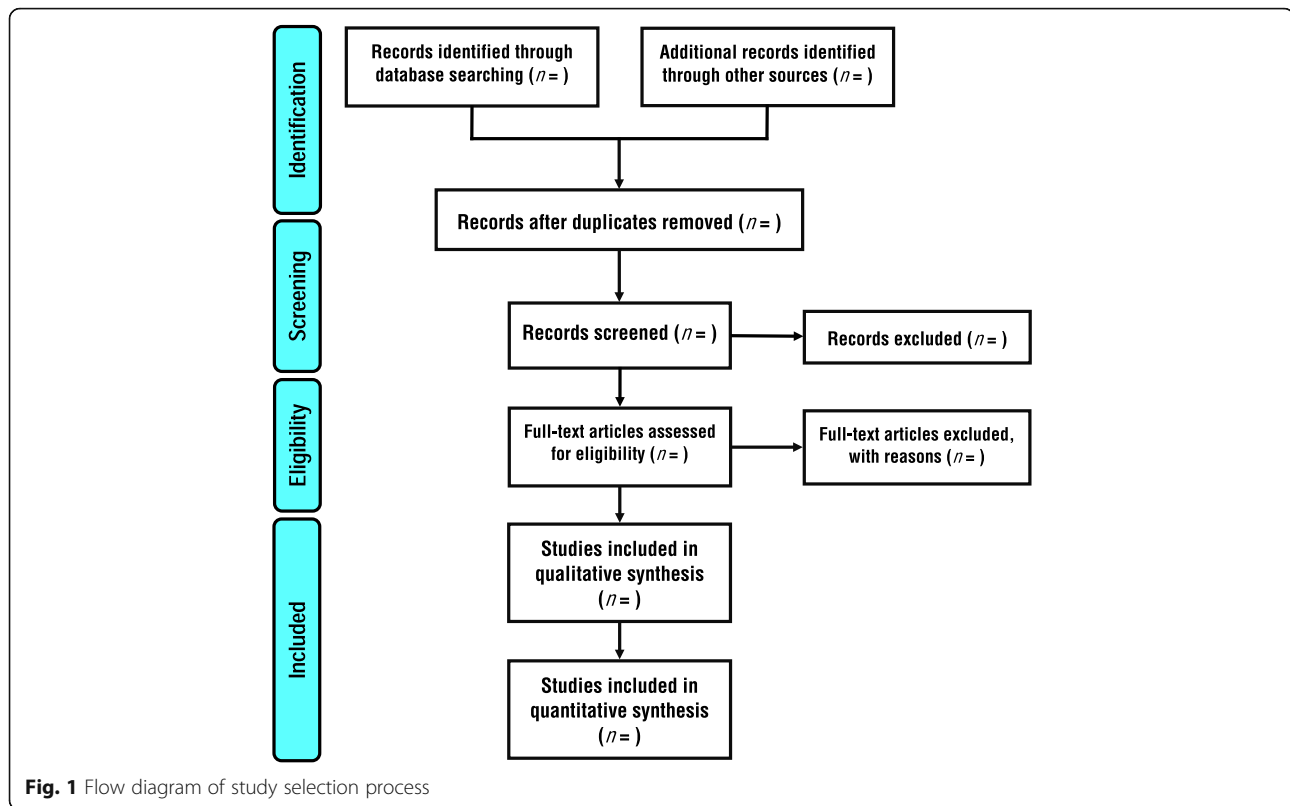 Identification
Records identified through
database searching (n = )
Additional records identified
through other sources (n = )
Records after duplicates removed (n = )
Screening
Records screened (n = )
Records excluded (n = )
Eligibility
Full-text articles assessed
for eligibility (n = )
Full-text articles excluded,
with reasons (n = )
Included
Studies included in
qualitative synthesis
(n = )
Studies included in
quantitative synthesis
(n = )
Fig. 1 Flow diagram of study selection process